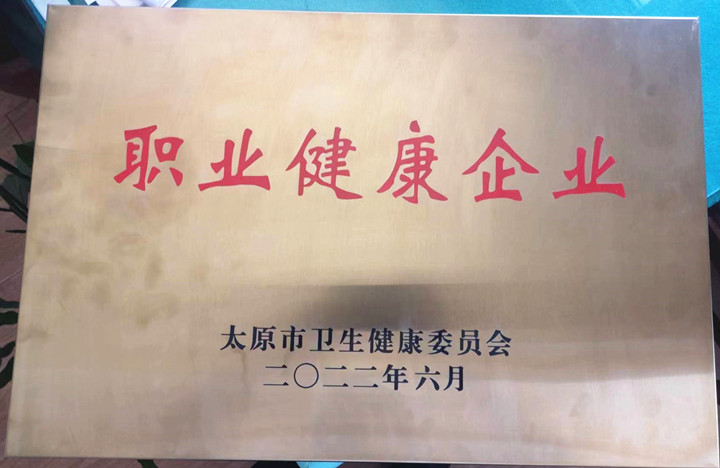 职业健康企业
太原市卫生健康委员会
二〇二二年六月